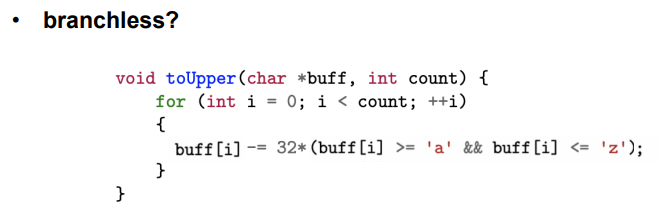 • branchless?
void toUpper(char *buff, int count) {
for (int i = 0; i < count; ++i)
{
buff[i] -= 32*(buff[i] >= 'a' && buff[i] <= 'z');
}
}